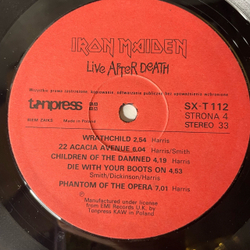 IRON MAIDEN
LIVE AFTER DEATH
tonpress
SX-T 112
STRONA 4
STEREO 33
Made in Poland
WRATHCHILD 2.54 Harris
22 ACACIA AVENUE 6.04 Harris/Smith
CHILDREN OF THE DAMNED 4.19 Harris
DIE WITH YOUR BOOTS ON 4.53
Smith/Dickinson/Harris
PHANTOM OF THE OPERA 7.01 Harris
Manufactured under license
from EMI Records U.K. by
Tonpress KAW in Poland